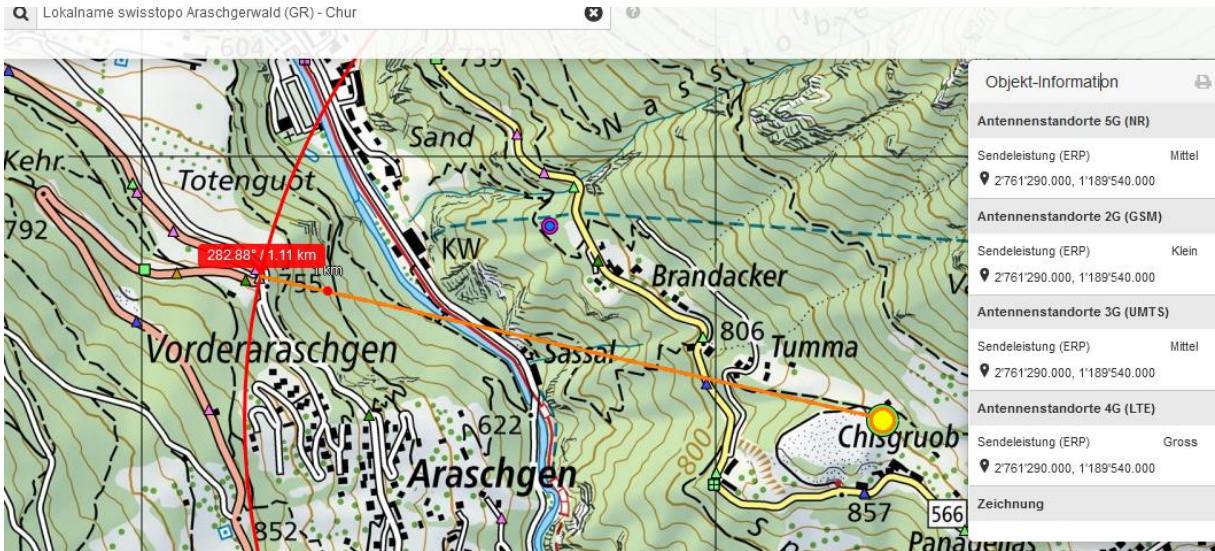 Lokalname swisstopo Araschgerwald (GR) - Chur
604
739
Sand
Kehr.
Totenguot
792
KW
282.88° / 1.11 km
1 km
755
Brandacker
Vorderaraschgen
Sassal
806
Tumma
622
800
Chisgruob
Araschgen
852
857
566
Objekt-Information
Antennenstandorte 5G (NR)
Sendeleistung (ERP) Mittel
2'761'290.000, 1'189'540.000
Antennenstandorte 2G (GSM)
Sendeleistung (ERP) Klein
2'761'290.000, 1'189'540.000
Antennenstandorte 3G (UMTS)
Sendeleistung (ERP) Mittel
2'761'290.000, 1'189'540.000
Antennenstandorte 4G (LTE)
Sendeleistung (ERP) Gross
2'761'290.000, 1'189'540.000
Zeichnung